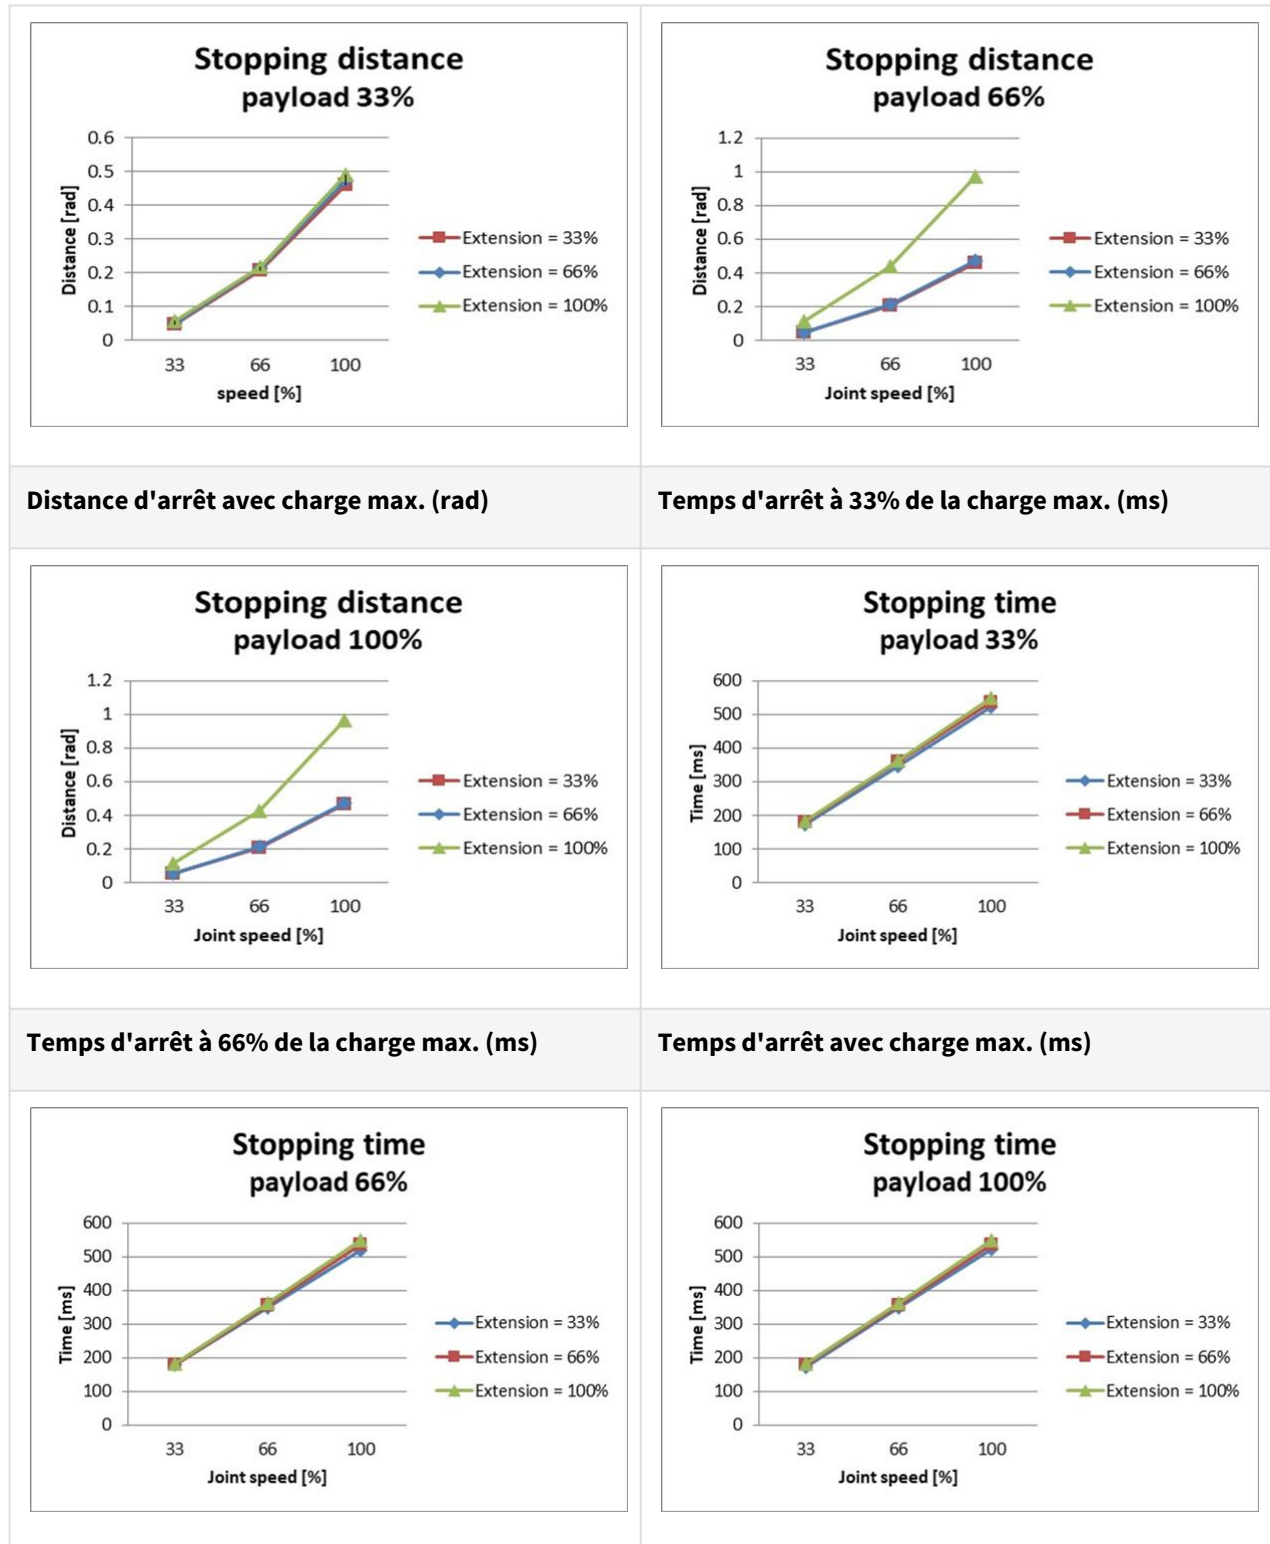 Stopping distance
payload 33%
0.6
0.5
0.4
0.3
0.2
0.1
0
Distance [rad]
33 66 100
speed [%]
Extension = 33%
Extension = 66%
Extension = 100%
Stopping distance
payload 66%
1.2
1
0.8
0.6
0.4
0.2
0
Distance [rad]
33 66 100
Joint speed [%]
Extension = 33%
Extension = 66%
Extension = 100%
Distance d'arrêt avec charge max. (rad)
Temps d'arrêt à 33% de la charge max. (ms)
Stopping distance
payload 100%
1.2
1
0.8
0.6
0.4
0.2
0
Distance [rad]
33 66 100
Joint speed [%]
Extension = 33%
Extension = 66%
Extension = 100%
Stopping time
payload 33%
600
500
400
300
200
100
0
Time [ms]
33 66 100
Joint speed [%]
Extension = 33%
Extension = 66%
Extension = 100%
Temps d'arrêt à 66% de la charge max. (ms)
Temps d'arrêt avec charge max. (ms)
Stopping time
payload 66%
600
500
400
300
200
100
0
Time [ms]
33 66 100
Joint speed [%]
Extension = 33%
Extension = 66%
Extension = 100%
Stopping time
payload 100%
600
500
400
300
200
100
0
Time [ms]
33 66 100
Joint speed [%]
Extension = 33%
Extension = 66%
Extension = 100%